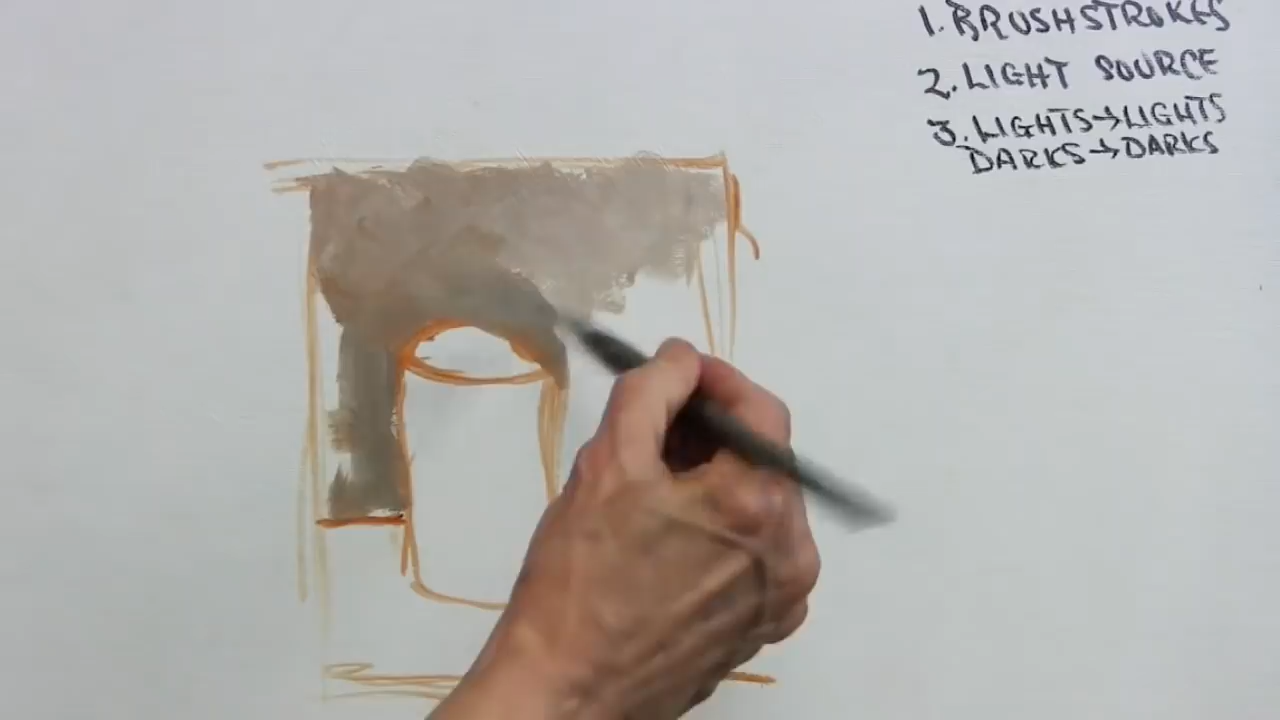 1. BRUSHSTROKES
2. LIGHT SOURCE
3. LIGHTS→LIGHTS
DARKS→DARKS